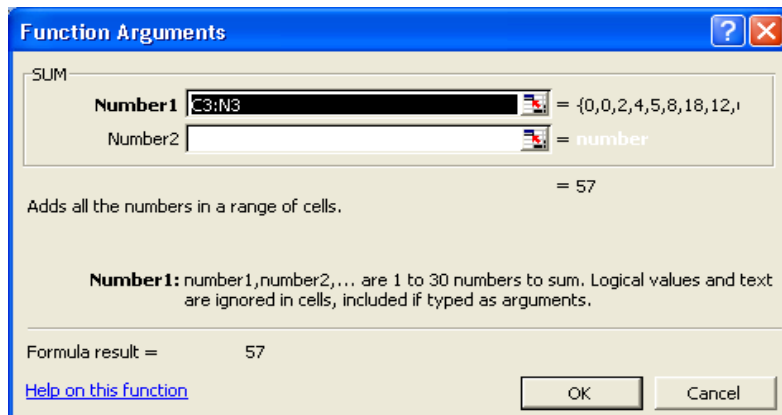 Function Arguments
SUM
Number1 C3:N3 = {0,0,2,4,5,8,18,12,
Number2 = number
= 57
Adds all the numbers in a range of cells.
Number1: number1,number2,... are 1 to 30 numbers to sum. Logical values and text
are ignored in cells, included if typed as arguments.
Formula result = 57
Help on this function OK Cancel